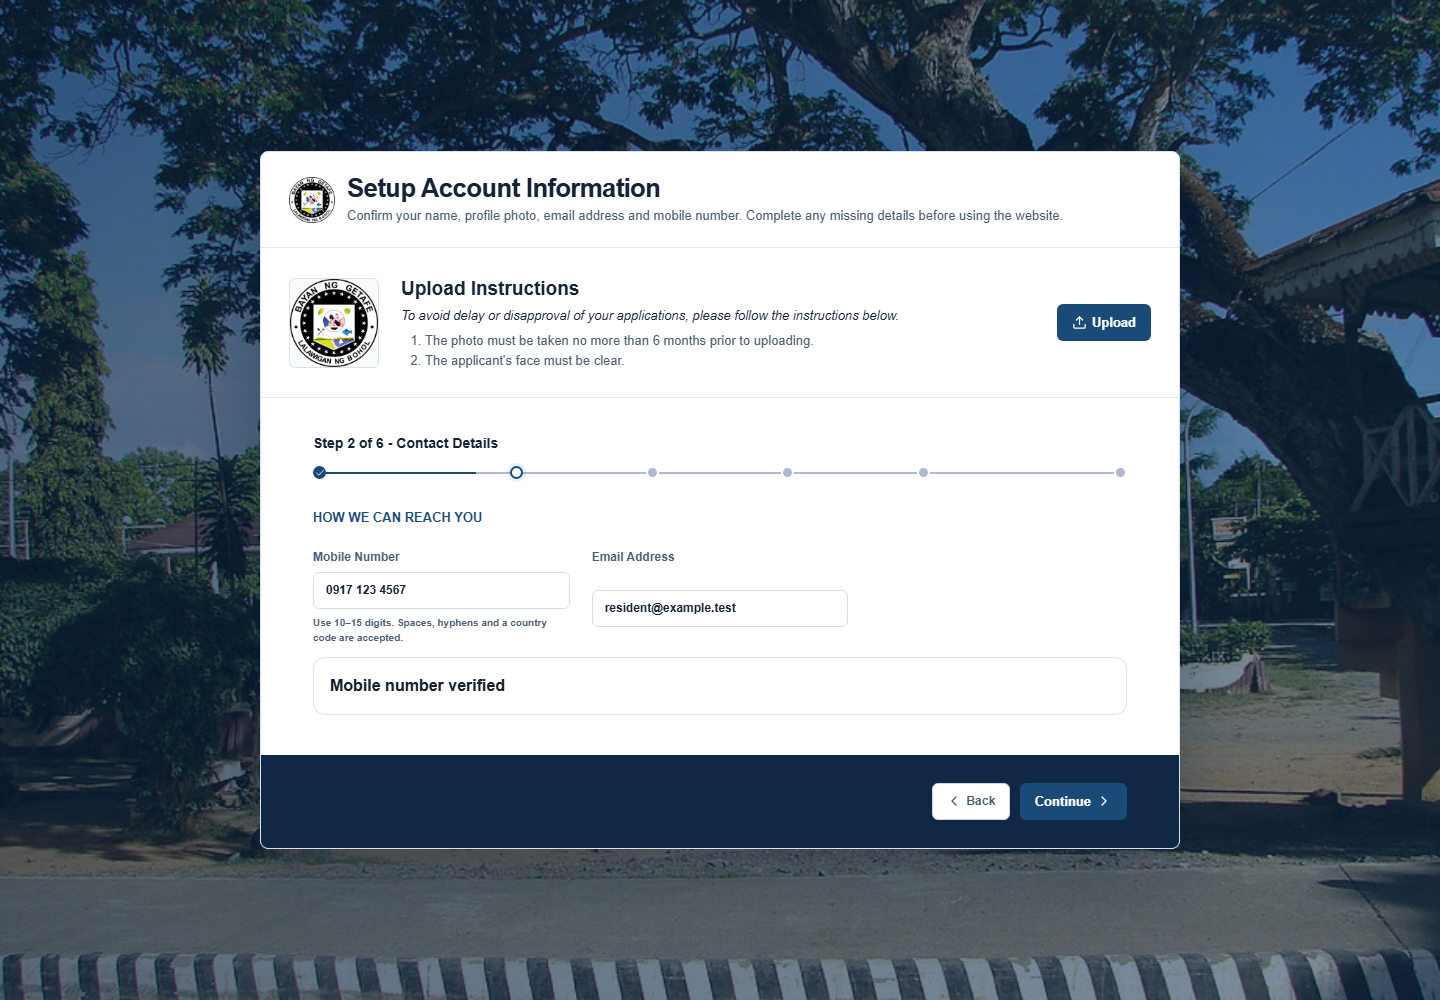 Setup Account Information
Confirm your name, profile photo, email address and mobile number. Complete any missing details before using the website.
BAYAN NG GETAFE
LALAWIGAN NG BOHOL
Upload Instructions
To avoid delay or disapproval of your applications, please follow the instructions below.
1. The photo must be taken no more than 6 months prior to uploading.
2. The applicant's face must be clear.
Upload
Step 2 of 6 - Contact Details
HOW WE CAN REACH YOU
Mobile Number
Email Address
0917 123 4567
resident@example.test
Use 10–15 digits. Spaces, hyphens and a country
code are accepted.
Mobile number verified
Back
Continue